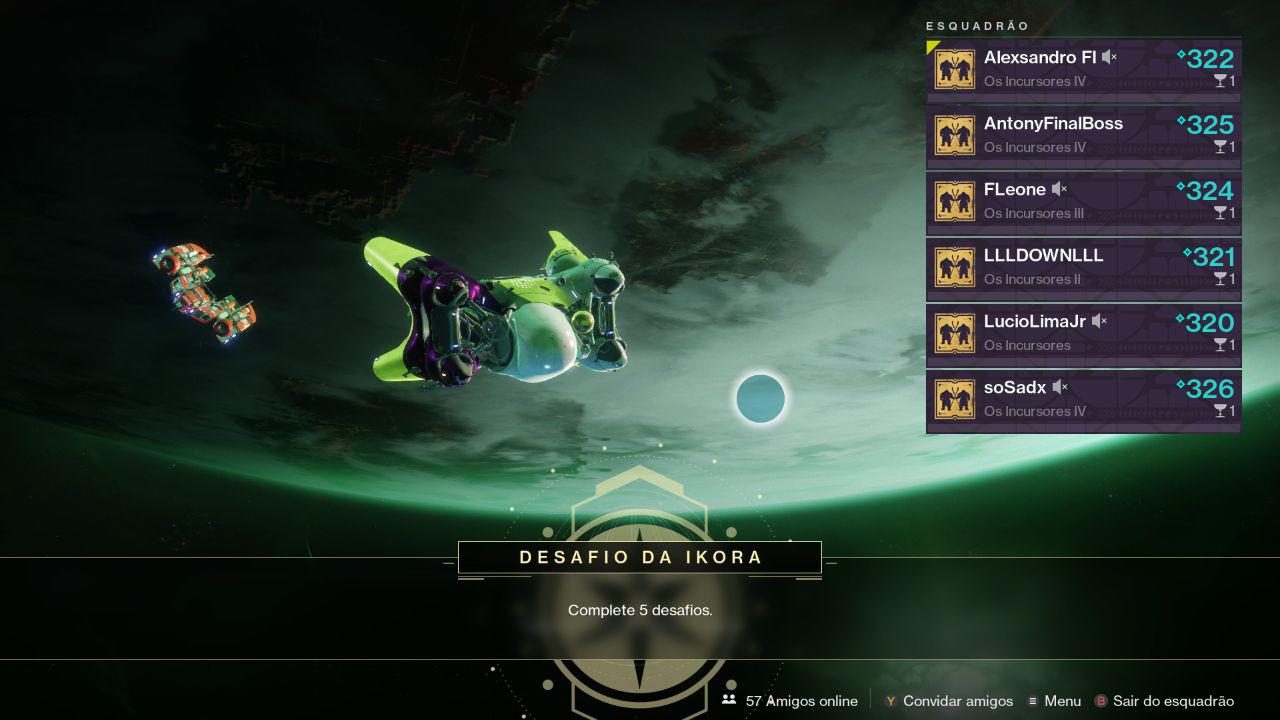 ESQUADRÃO
Alexsandro FI
322
Os Incursores IV
1
AntonyFinalBoss
325
Os Incursores IV
1
FLeone
324
Os Incursores III
1
LLLDOWNLLL
321
Os Incursores II
1
LucioLimaJr
320
Os Incursores
1
soSadx
326
Os Incursores IV
1
DESAFIO DA IKORA
Complete 5 desafios.
57 Amigos online
Y Convidar amigos
Menu
B Sair do esquadrão